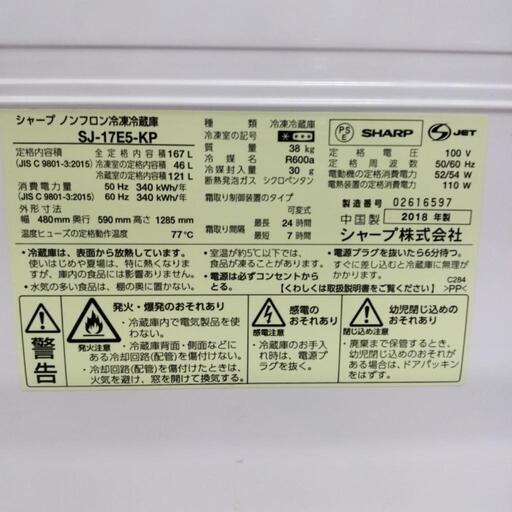 シャープ ノンフロン冷凍冷蔵庫
SJ-17E5-KP
定格内容積 全定格内容積 167 L
(JIS C 9801-3:2015) 冷凍室の定格内容積 46 L
冷蔵室の定格内容積 121 L
消費電力量 50 Hz 340 kWh/年
(JIS C 9801-3:2015) 60 Hz 340 kWh/年
外形寸法
幅 480mm 奥行 590mm 高さ 1285 mm
温度ヒューズの定格動作温度 77℃
種類 冷凍冷蔵庫
冷凍室の記号
質量 38 kg
冷媒名 R600a
冷媒封入量 30 g
断熱発泡ガス シクロペンタン
霜取り制御装置のタイプ
可変式
霜取り間隔 最長 24 時間
最短 7 時間
PSE SHARP S JET
定格電圧 100 V
定格周波数 50/60 Hz
電動機の定格消費電力 52/54 W
電熱装置の定格消費電力 110 W
製造番号 02616597
中国製 2018 年製
シャープ株式会社
・冷蔵庫は、表面から放熱しています。
使いはじめや夏場は、特に熱く感じますが、庫内の食品には影響ありません。
・水気の多い食品は、棚の奥に置かない。
・室温が約5℃以下では、食品が凍ることがあります。
・電源は必ずコンセントからとる。
・電源プラグを抜いたら6分待つ。
すぐに差し込むと冷蔵庫に無理がかかります。
【くわしくは取扱説明書をご覧ください】
C284
>PP<
警告
発火注意
発火・爆発のおそれあり
・冷蔵庫内で電気製品を使わない。
・冷蔵庫背面・側面などにある冷却回路(配管)を傷付けない。
・冷却回路(配管)を傷付けたときは、火気を避け、窓を開けて換気する。
感電注意
感電のおそれあり
・冷蔵庫のお手入れ時は、電源プラグを抜く。
幼児閉じ込めのおそれあり
・廃棄まで保管するとき、幼児閉じ込めのおそれがある場合は、ドアパッキンをはずす。